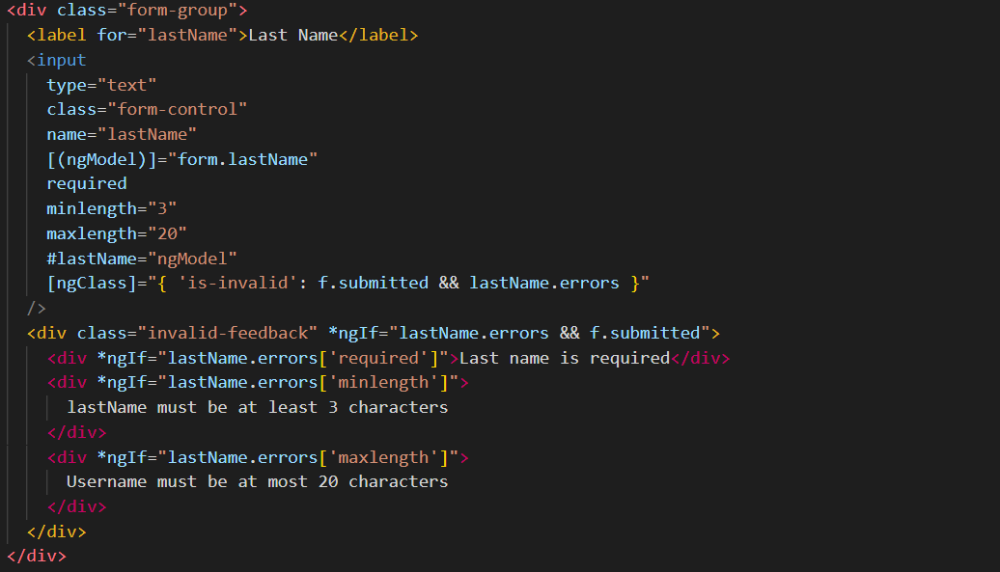 <div class="form-group">
<label for="lastName">Last Name</label>
<input
type="text"
class="form-control"
name="lastName"
[(ngModel)]="form.lastName"
required
minlength="3"
maxlength="20"
#lastName="ngModel"
[ngClass]="{ 'is-invalid': f.submitted && lastName.errors }"
/>
<div class="invalid-feedback" *ngIf="lastName.errors && f.submitted">
<div *ngIf="lastName.errors['required']">Last name is required</div>
<div *ngIf="lastName.errors['minlength']">
lastName must be at least 3 characters
</div>
<div *ngIf="lastName.errors['maxlength']">
Username must be at most 20 characters
</div>
</div>
</div>